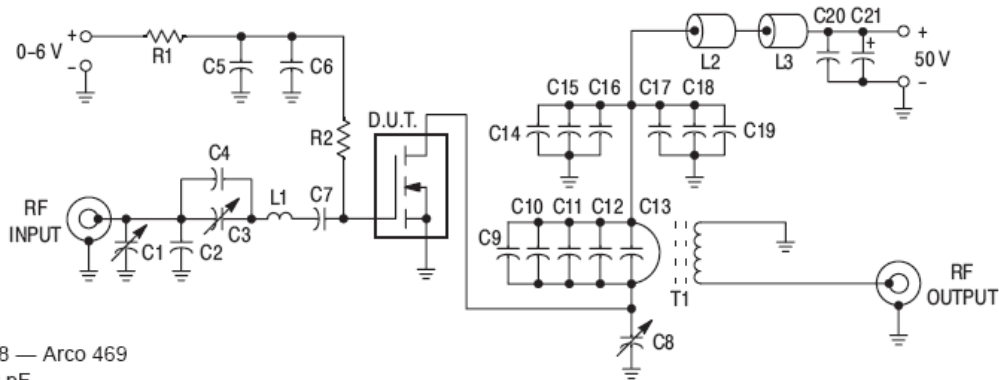 C20 C21
+
+
0–6 V
R1
+
L2
L3
50 V
–
C5
C6
–
C15 C16 C17 C18
D.U.T.
R2
C14
C19
C4
L1
C7
RF
INPUT
C10 C11 C12 C13
C3
C1
C2
C9
T1
RF
OUTPUT
C8
8 — Arco 469